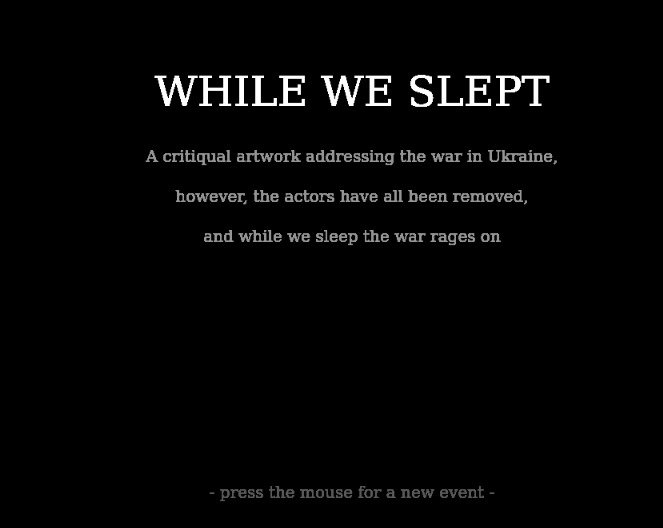 WHILE WE SLEPT
A critiqual artwork addressing the war in Ukraine,
however, the actors have all been removed,
and while we sleep the war rages on
- press the mouse for a new event -